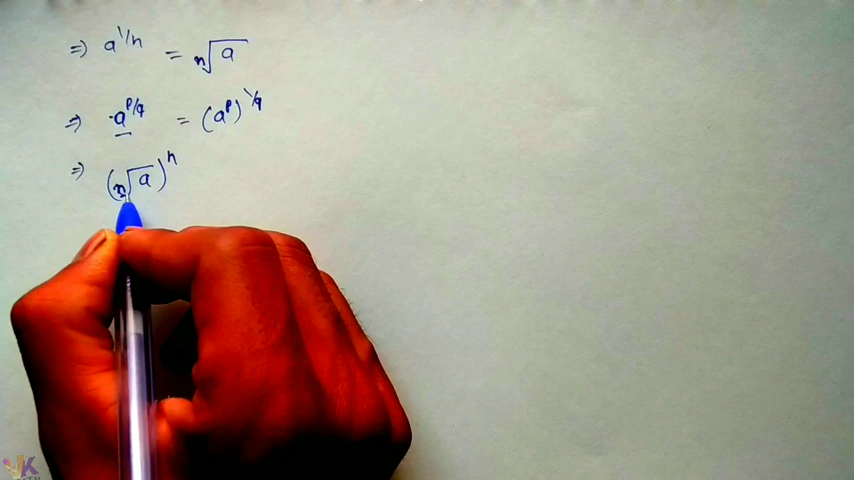 ⇒ a^1/n = ⁿ√a
⇒ a^p/q = (a^p)^1/q
⇒ (ⁿ√a)^n